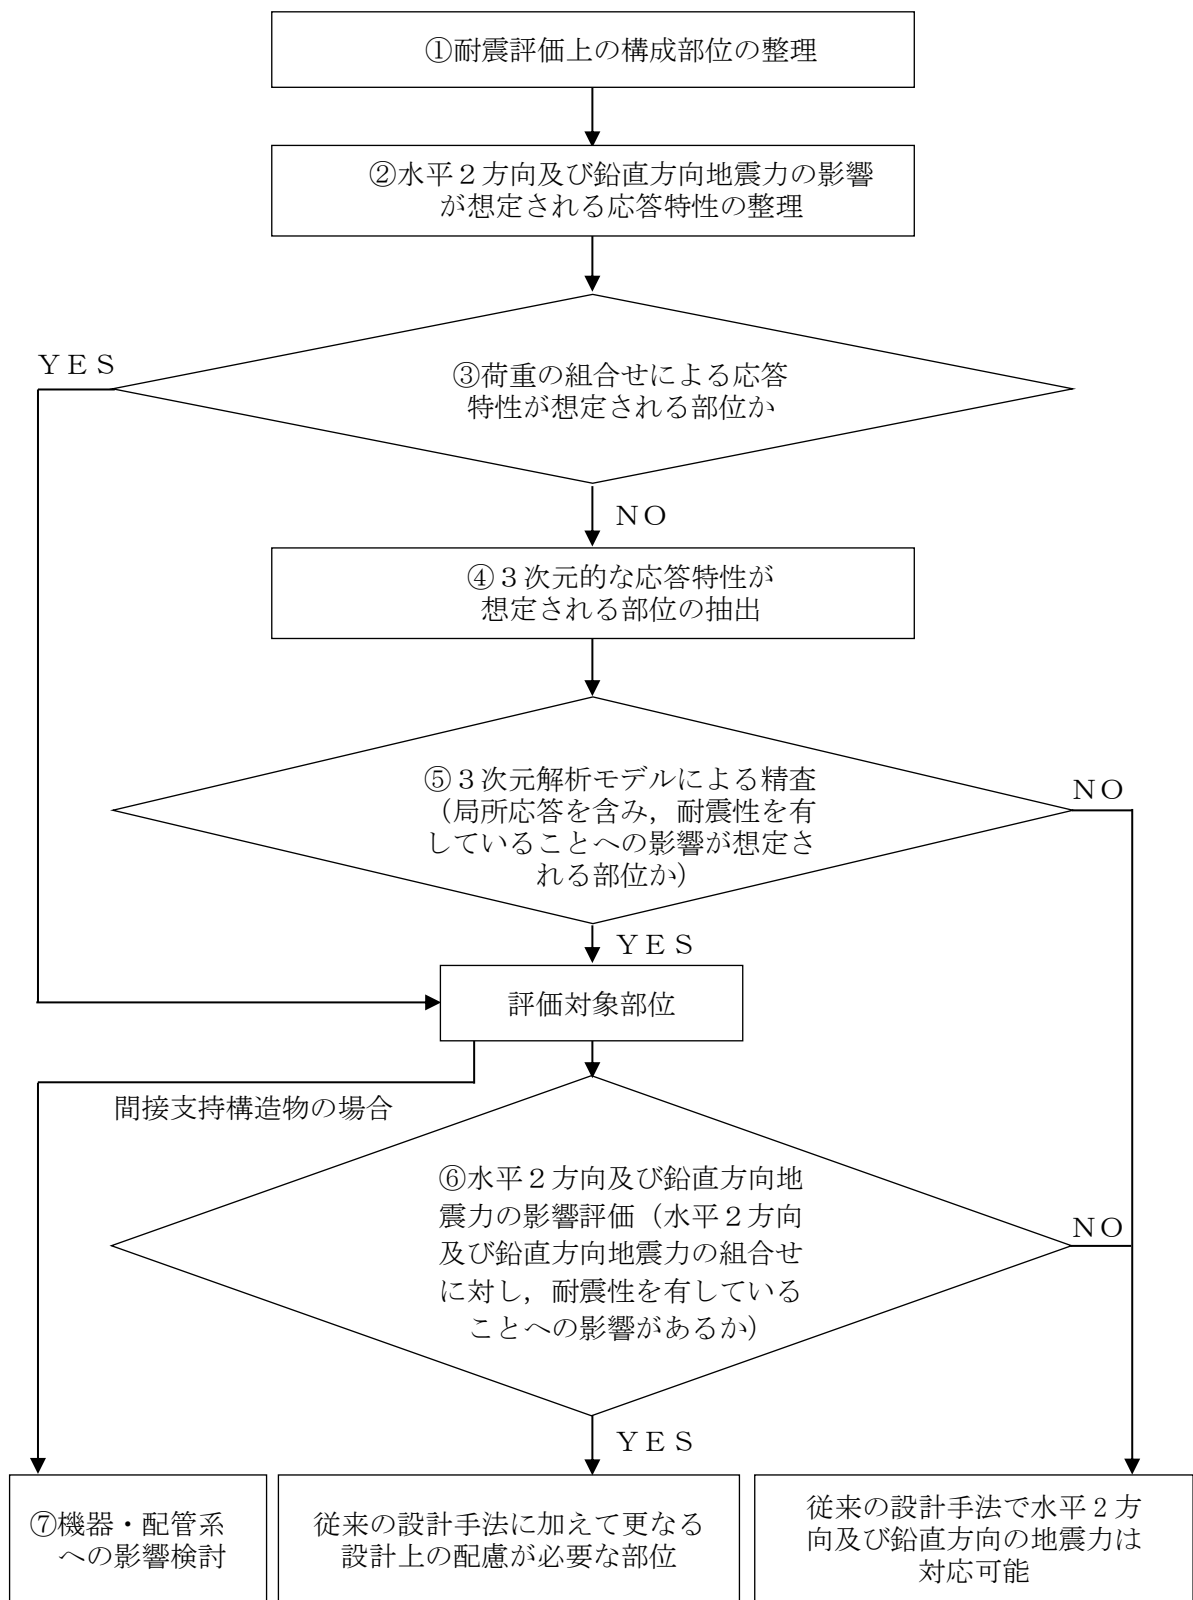 ①耐震評価上の構成部位の整理
②水平２方向及び鉛直方向地震力の影響
が想定される応答特性の整理
ＹＥＳ
③荷重の組合せによる応答
特性が想定される部位か
ＮＯ
④３次元的な応答特性が
想定される部位の抽出
⑤３次元解析モデルによる精査
（局所応答を含み，耐震性を有
していることへの影響が想定さ
れる部位か）
ＮＯ
ＹＥＳ
評価対象部位
間接支持構造物の場合
⑥水平２方向及び鉛直方向地
震力の影響評価（水平２方向
及び鉛直方向地震力の組合せ
に対し，耐震性を有している
ことへの影響があるか）
ＮＯ
ＹＥＳ
⑦機器・配管系
への影響検討
従来の設計手法に加えて更なる
設計上の配慮が必要な部位
従来の設計手法で水平２方
向及び鉛直方向の地震力は
対応可能